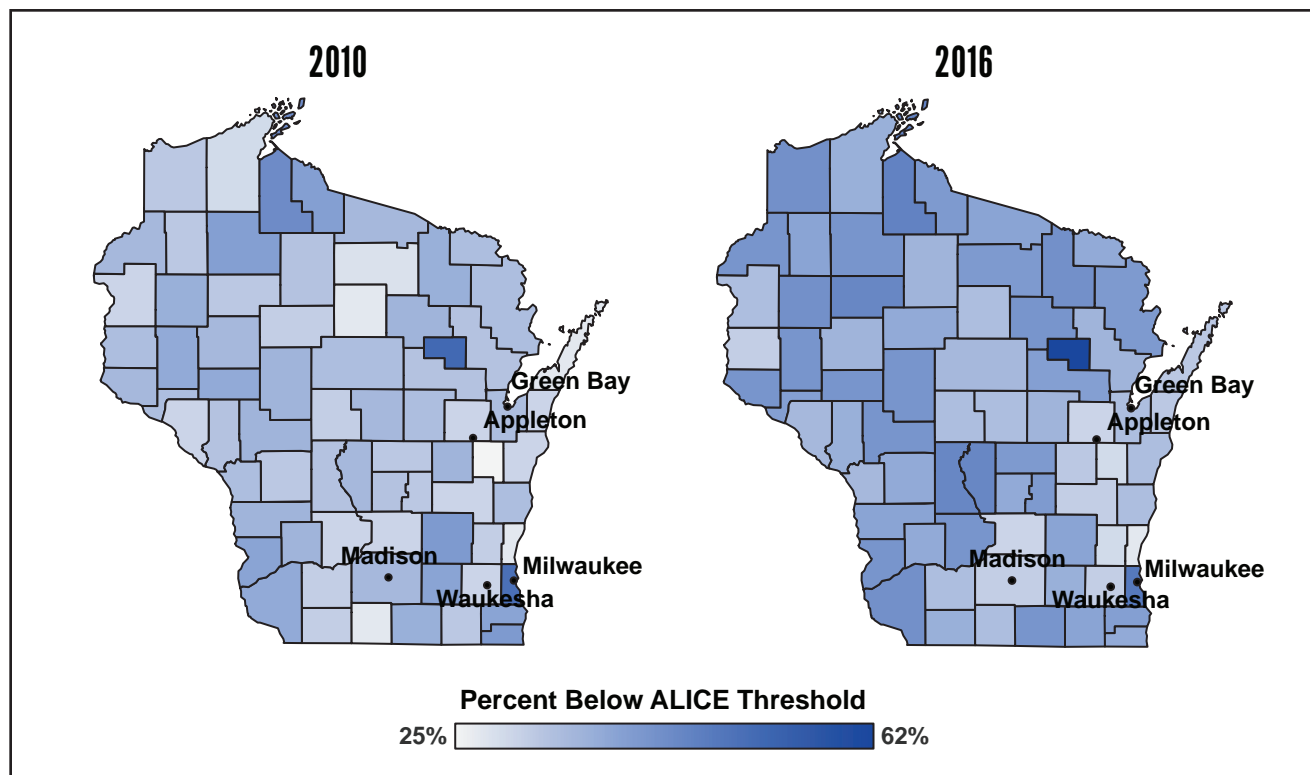 2010
2016
Green Bay
Appleton
Madison
Milwaukee
Waukesha
Green Bay
Appleton
Madison
Milwaukee
Waukesha
Percent Below ALICE Threshold
25%
62%